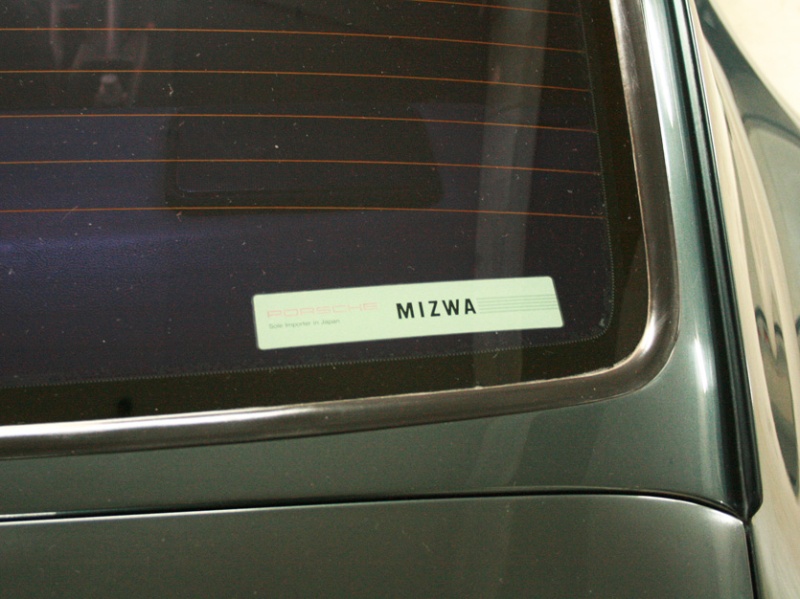 PORSCHE MIZWA
Sole Importer in Japan